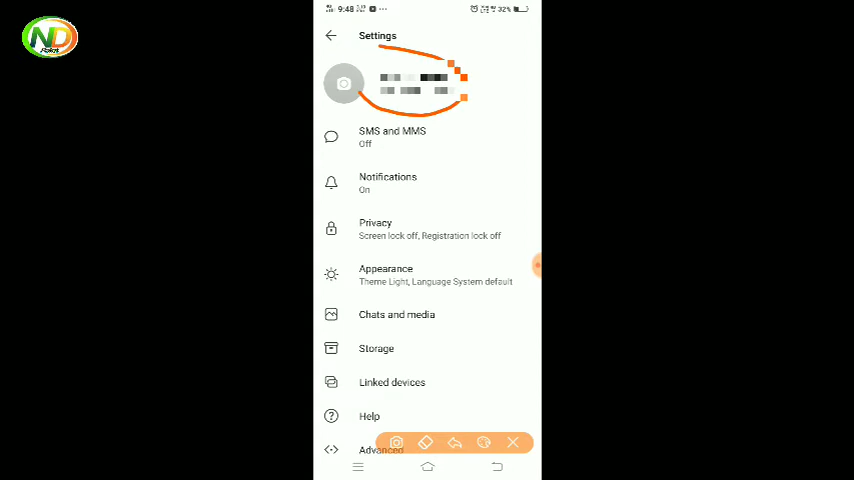 ND
9:48
32%
Settings
SMS and MMS
Off
Notifications
On
Privacy
Screen lock off, Registration lock off
Appearance
Theme Light, Language System default
Chats and media
Storage
Linked devices
Help
Advanced